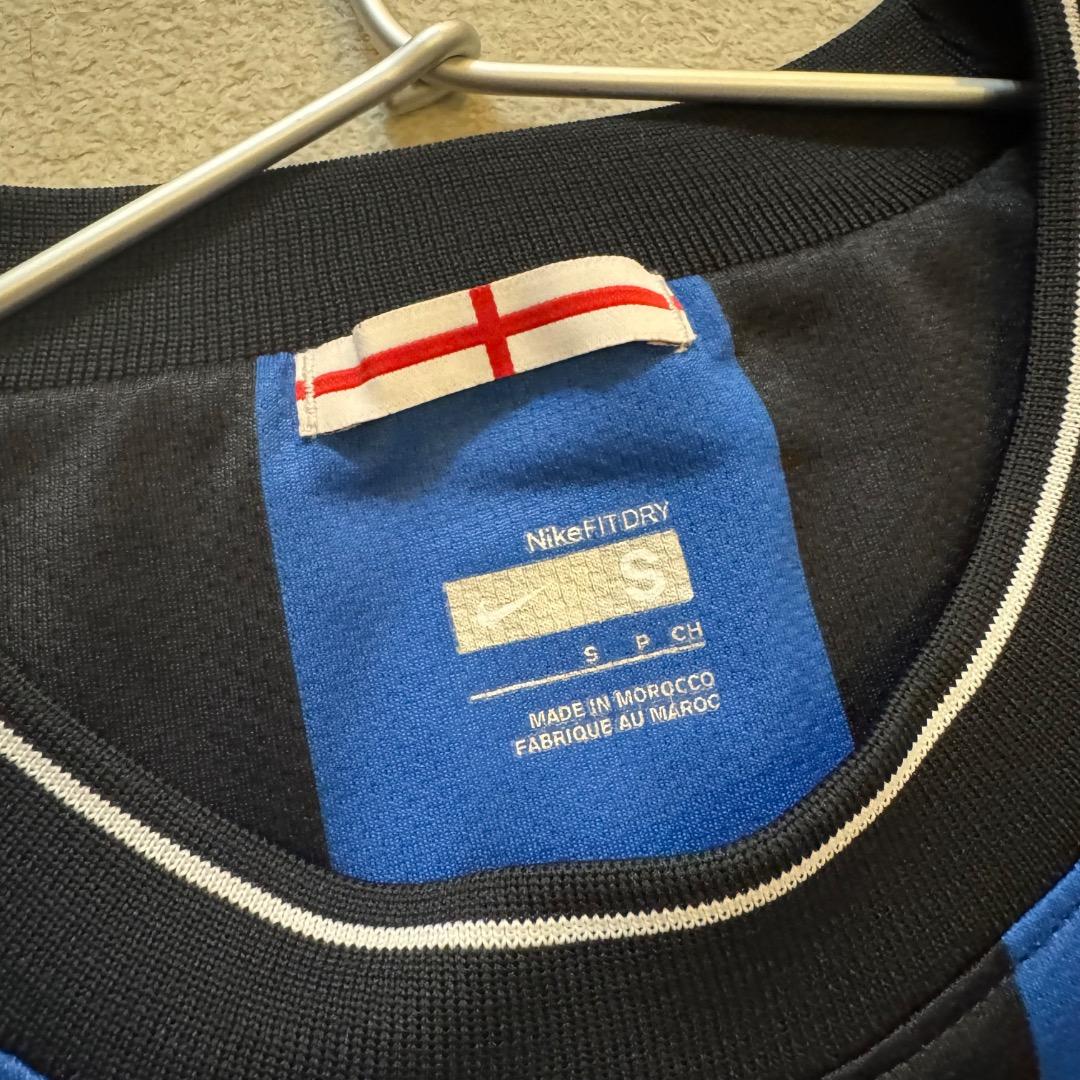 NikeFIT DRY
S
S P CH
MADE IN MOROCCO
FABRIQUE AU MAROC